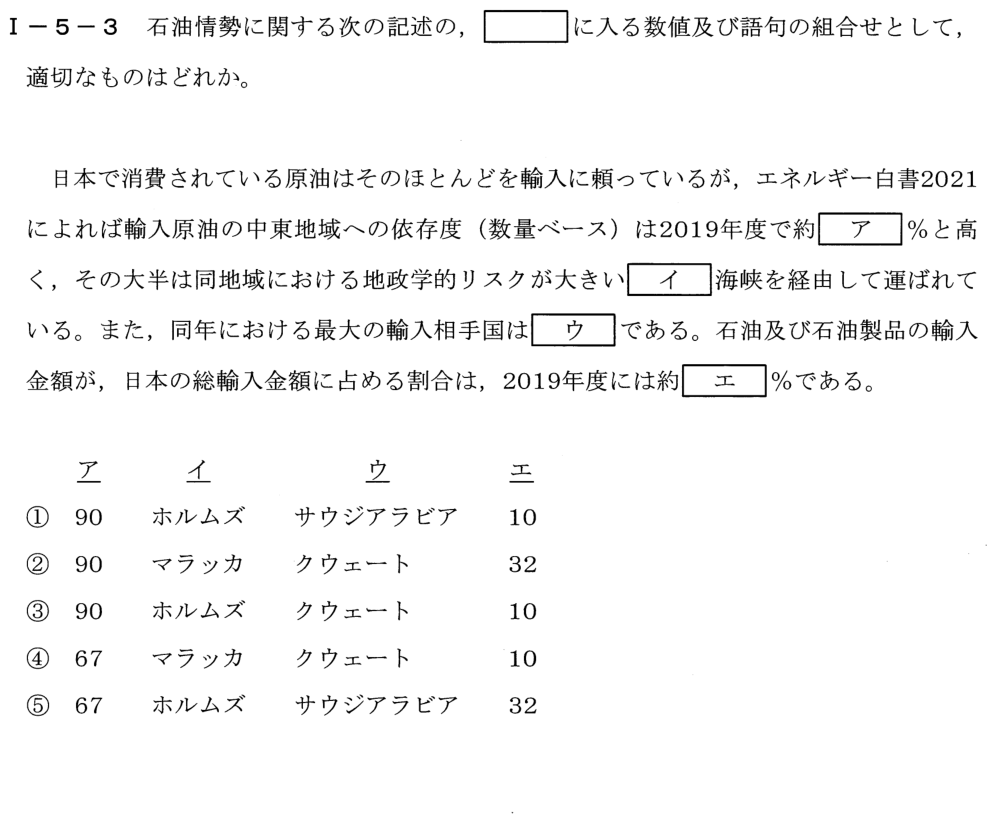 Ⅰ－５－３　石油情勢に関する次の記述の，　　　に入る数値及び語句の組合せとして，
適切なものはどれか。
日本で消費されている原油はそのほとんどを輸入に頼っているが，エネルギー白書2021
によれば輸入原油の中東地域への依存度（数量ベース）は2019年度で約 ア ％と高
く，その大半は同地域における地政学的リスクが大きい イ 海峡を経由して運ばれて
いる。また，同年における最大の輸入相手国は ウ である。石油及び石油製品の輸入
金額が，日本の総輸入金額に占める割合は，2019年度には約 エ ％である。
ア　イ　ウ　エ
① 90 ホルムズ サウジアラビア 10
② 90 マラッカ クウェート 32
③ 90 ホルムズ クウェート 10
④ 67 マラッカ クウェート 10
⑤ 67 ホルムズ サウジアラビア 32